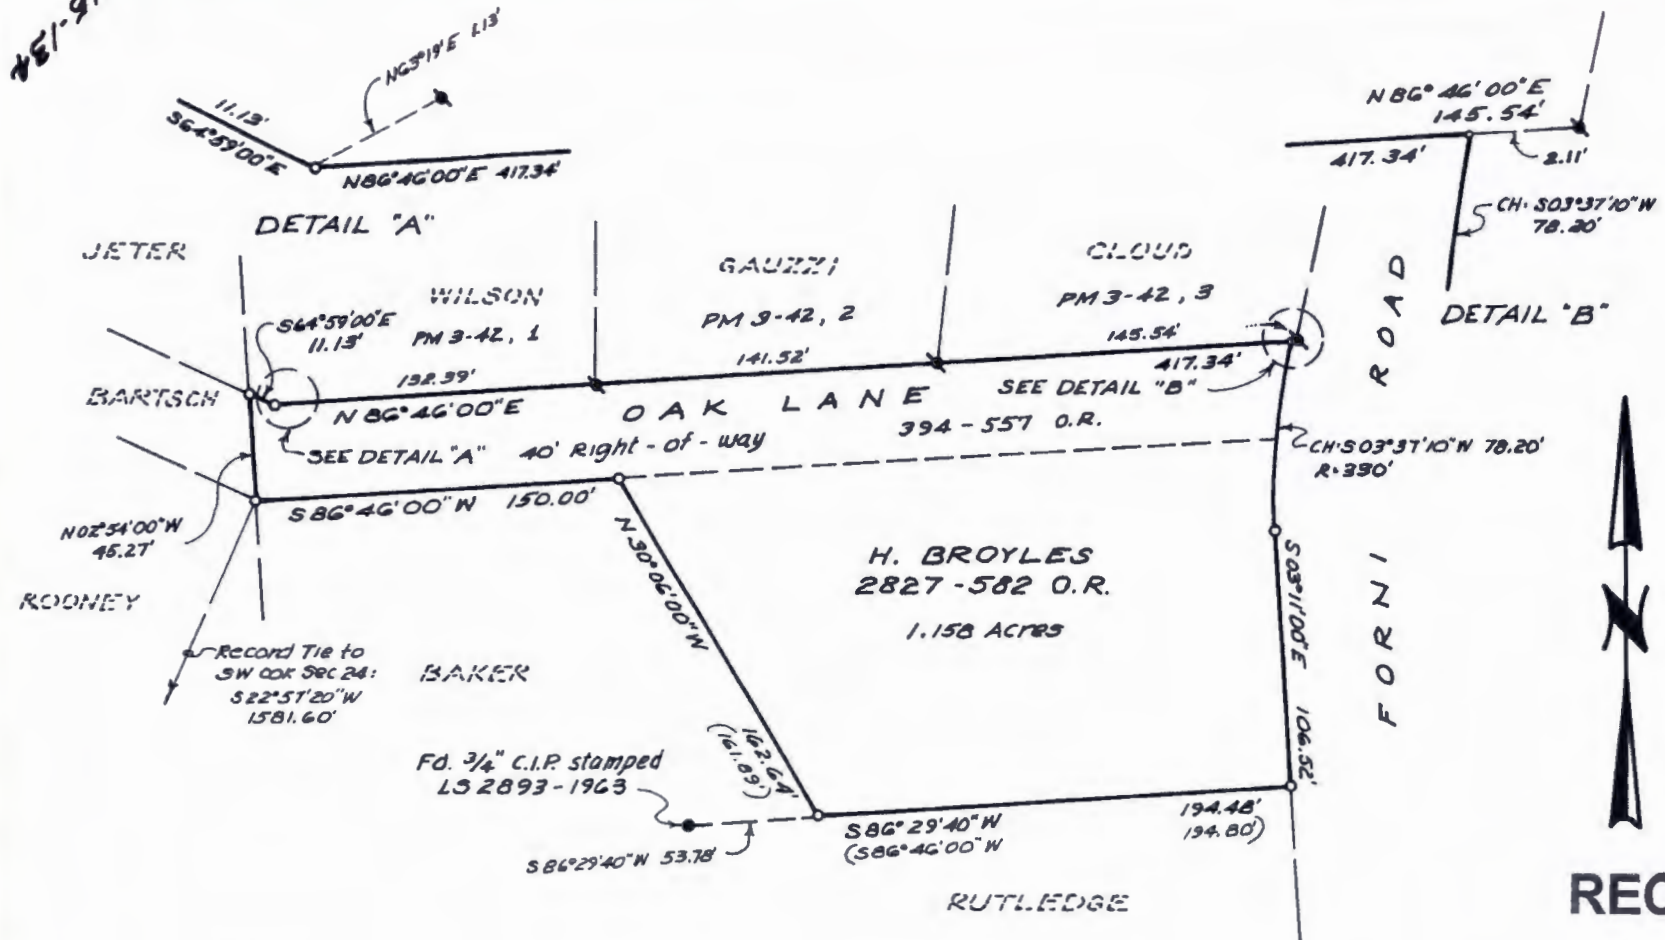 N63°19'E 1.13'
11.13'
S64°59'00"E
N86°46'00"E 417.34'
DETAIL "A"
N86°46'00"E
145.54'
417.34'
2.11'
CH: S03°37'10"W
78.20'
DETAIL "B"
JETER
WILSON
PM 3-42, 1
GAUZZI
PM 3-42, 2
CLOUD
PM 3-42, 3
S64°59'00"E
11.13'
132.39'
141.52'
145.54'
417.34'
BARTSCH
N 86°46'00"E
OAK LANE
SEE DETAIL "B"
394-557 O.R.
SEE DETAIL "A"
40' Right-of-way
CH: S03°37'10"W 78.20'
R=330'
S86°46'00"W 150.00'
N02°54'00"W
45.27'
N30°06'00"W
H. BROYLES
2827-582 O.R.
1.158 Acres
S03°11'00"E 106.52'
FORNI ROAD
ROONEY
Record Tie to
SW cor Sec 24:
S22°57'20"W
1581.60'
BAKER
162.64'
(161.89')
Fd. 3/4" C.I.P. stamped
LS 2893-1963
S86°29'40"W 53.78'
S86°29'40"W 194.48'
(S86°46'00"W 194.80')
RUTLEDGE
N
REC